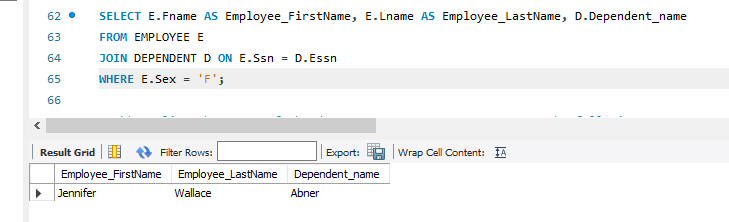 62 SELECT E.Fname AS Employee_FirstName, E.Lname AS Employee_LastName, D.Dependent_name
63 FROM EMPLOYEE E
64 JOIN DEPENDENT D ON E.Ssn = D.Essn
65 WHERE E.Sex = 'F';
66
Result Grid Filter Rows: Export: Wrap Cell Content:
Employee_FirstName Employee_LastName Dependent_name
Jennifer Wallace Abner